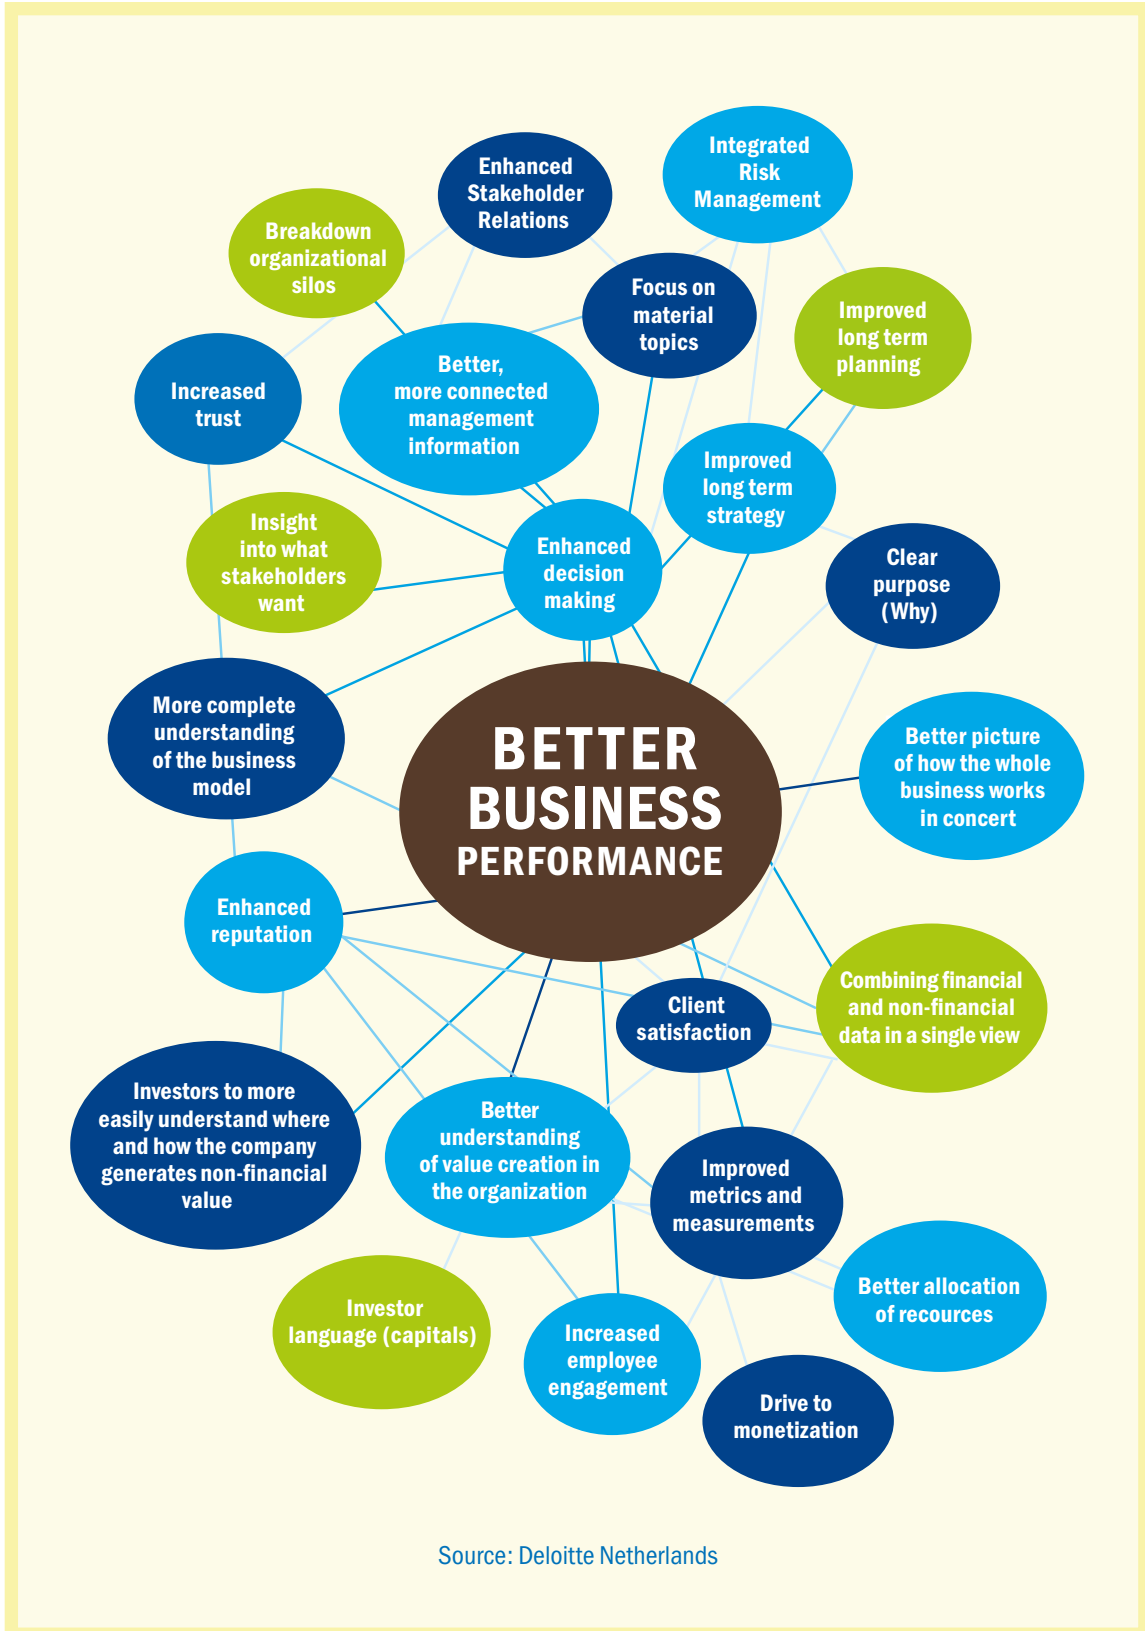 Integrated
Risk
Management
Enhanced
Stakeholder
Relations
Breakdown
organizational
silos
Focus on
material
topics
Improved
long term
planning
Better,
more connected
management
information
Increased
trust
Improved
long term
strategy
Insight
into what
stakeholders
want
Enhanced
decision
making
Clear
purpose
(Why)
More complete
understanding
of the business
model
BETTER
BUSINESS
PERFORMANCE
Better picture
of how the whole
business works
in concert
Enhanced
reputation
Combining financial
and non-financial
data in a single view
Client
satisfaction
Investors to more
easily understand where
and how the company
generates non-financial
value
Better
understanding
of value creation in
the organization
Improved
metrics and
measurements
Better allocation
of recources
Investor
language (capitals)
Increased
employee
engagement
Drive to
monetization
Source: Deloitte Netherlands